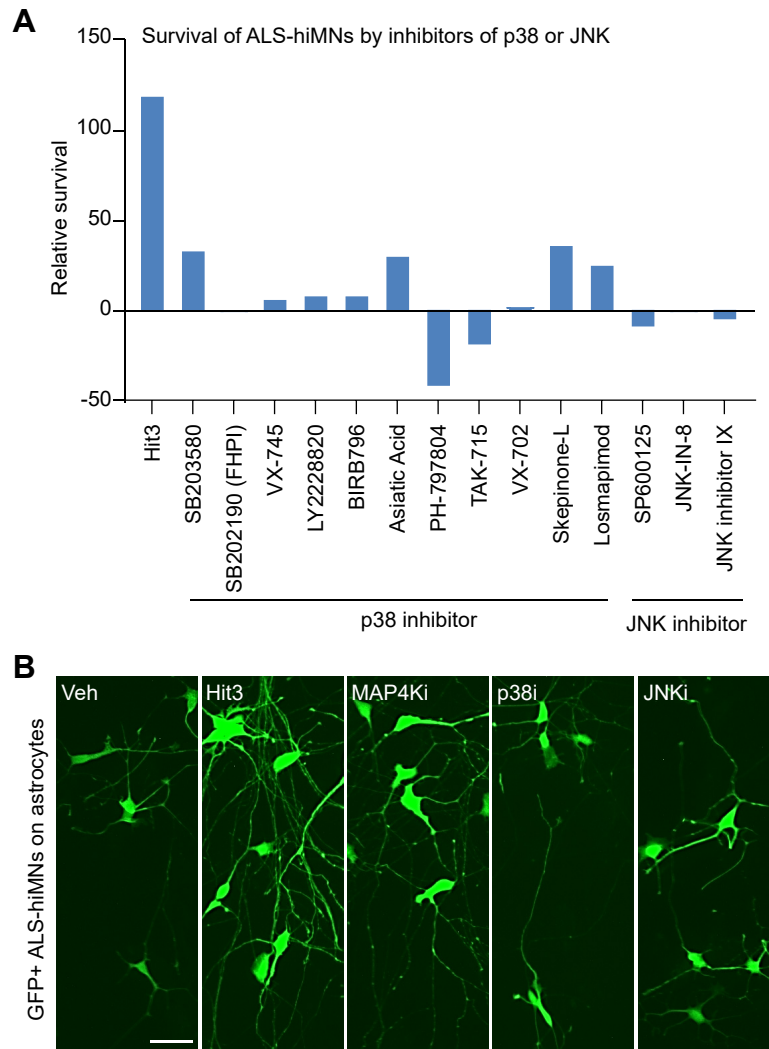 A
Survival of ALS-hiMNs by inhibitors of p38 or JNK
Relative survival
150
100
50
0
-50
Hit3
SB203580
SB202190 (FHPI)
VX-745
LY2228820
BIRB796
Asiatic Acid
PH-797804
TAK-715
VX-702
Skepinone-L
Losmapimod
SP600125
JNK-IN-8
JNK inhibitor IX
p38 inhibitor
JNK inhibitor
B
GFP+ ALS-hiMNs on astrocytes
Veh
Hit3
MAP4Ki
p38i
JNKi